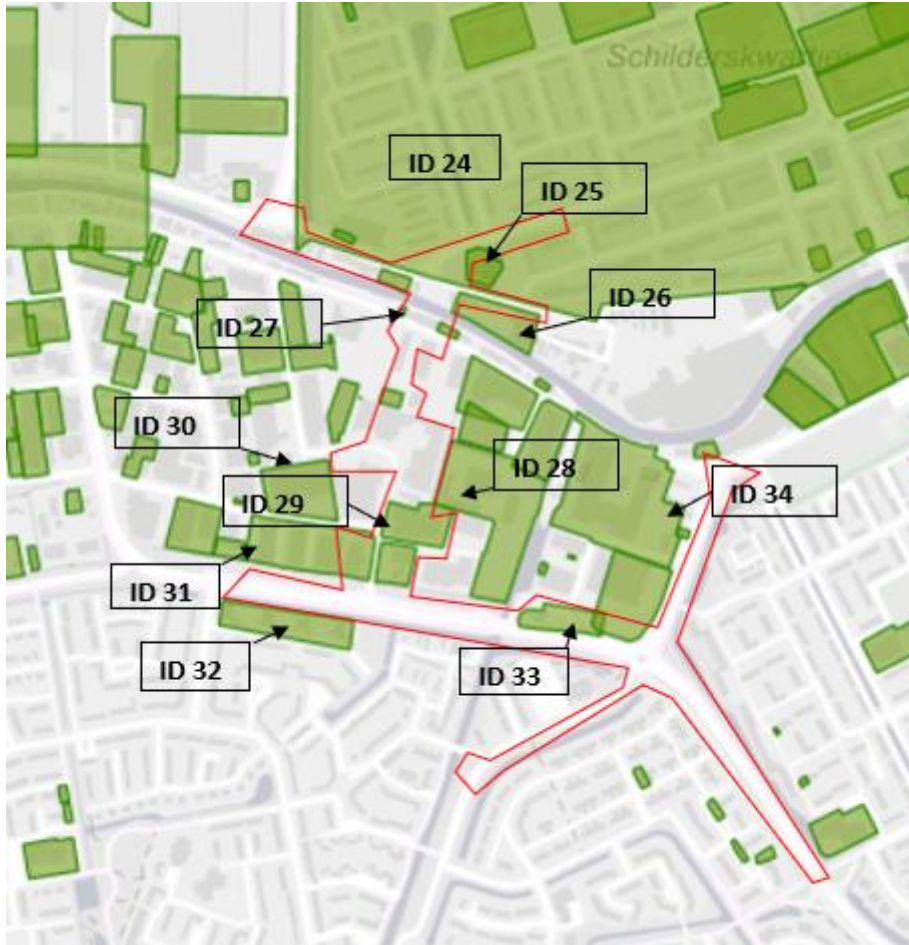 Schilderskwartier
ID 24
ID 25
ID 26
ID 27
ID 30
ID 28
ID 29
ID 34
ID 31
ID 32
ID 33